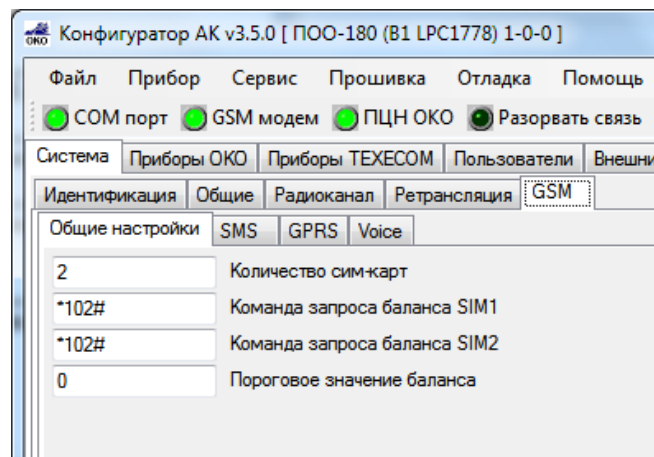 око Конфигуратор АК v3.5.0 [ ПОО-180 (B1 LPC1778) 1-0-0 ]
Файл Прибор Сервис Прошивка Отладка Помощь
COM порт GSM модем ПЦН ОКО Разорвать связь
Система Приборы ОКО Приборы TEXECOM Пользователи Внешни
Идентификация Общие Радиоканал Ретрансляция GSM
Общие настройки SMS GPRS Voice
2 Количество сим-карт
*102# Команда запроса баланса SIM1
*102# Команда запроса баланса SIM2
0 Пороговое значение баланса